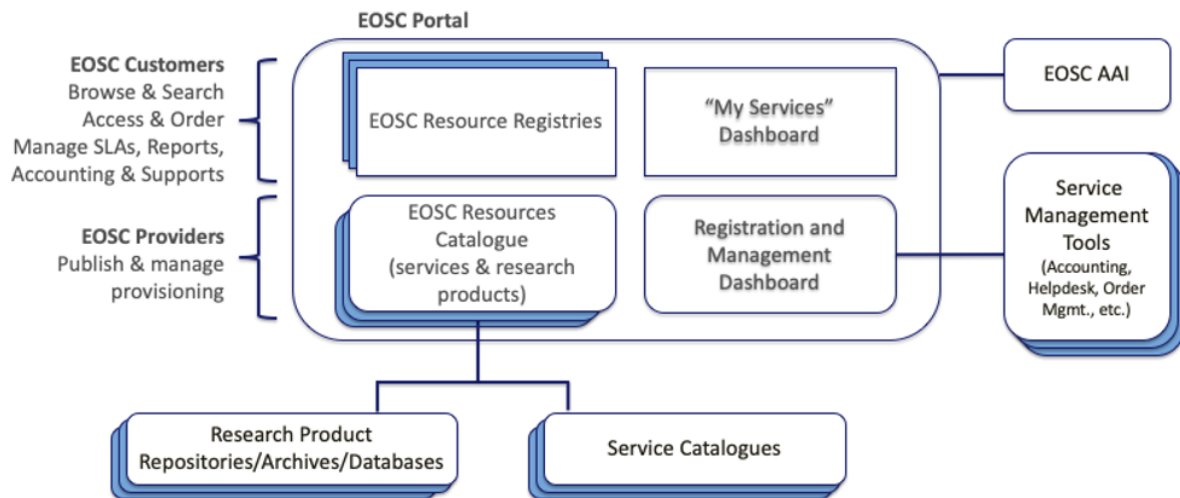 EOSC Portal
EOSC Customers
Browse & Search
Access & Order
Manage SLAs, Reports,
Accounting & Supports
EOSC Providers
Publish & manage
provisioning
EOSC Resource Registries
“My Services”
Dashboard
EOSC Resources
Catalogue
(services & research
products)
Registration and
Management
Dashboard
EOSC AAI
Service
Management
Tools
(Accounting,
Helpdesk, Order
Mgmt., etc.)
Research Product
Repositories/Archives/Databases
Service Catalogues